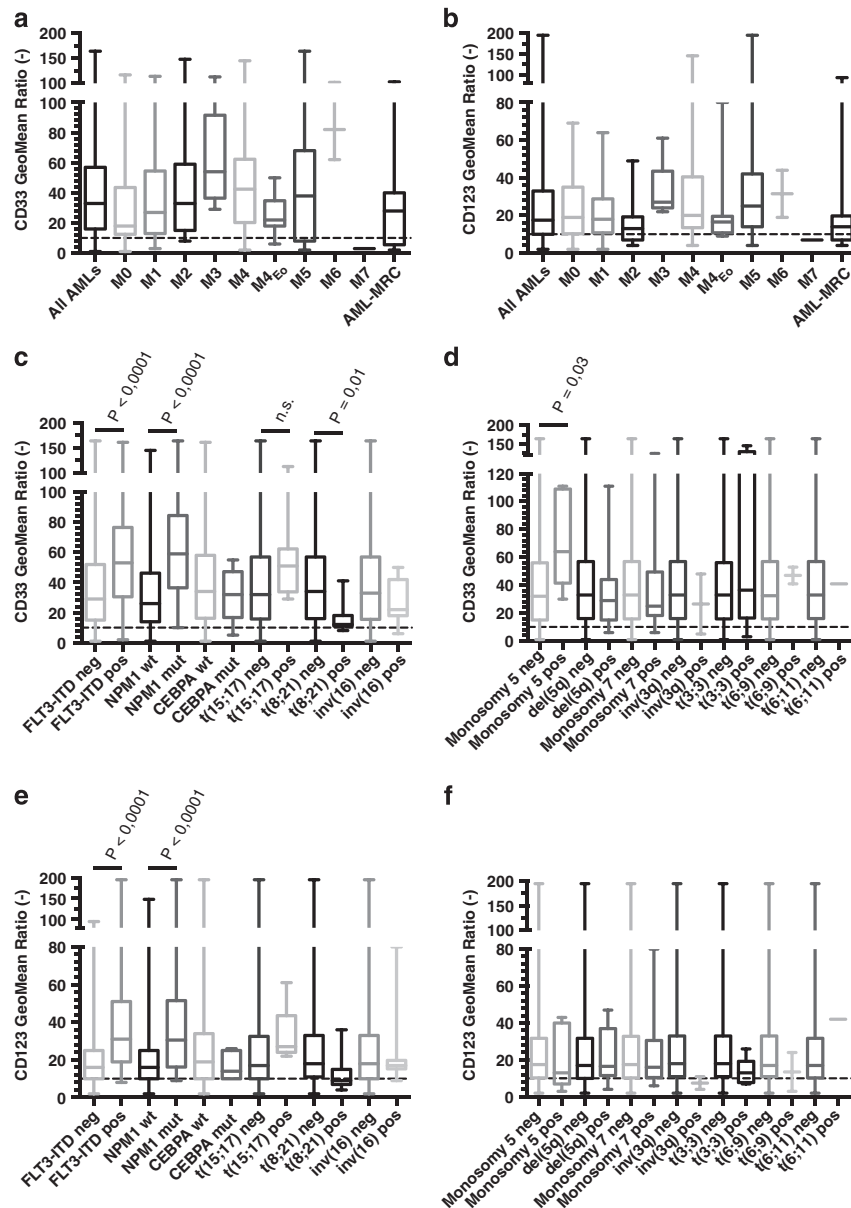 a
CD33 GeoMean Ratio (-)
200
150
100
100
80
60
40
20
0
All AMLs
M0
M1
M2
M3
M4
M4Eo
M5
M6
M7
AML-MRC
b
CD123 GeoMean Ratio (-)
200
150
100
80
60
40
20
0
All AMLs
M0
M1
M2
M3
M4
M4Eo
M5
M6
M7
AML-MRC
c
P < 0,0001
P < 0,0001
n.s.
P = 0,01
CD33 GeoMean Ratio (-)
200
150
100
100
80
60
40
20
0
FLT3-ITD neg
FLT3-ITD pos
NPM1 wt
NPM1 mut
CEBPA wt
CEBPA mut
t(15;17) neg
t(15;17) pos
t(8;21) neg
t(8;21) pos
inv(16) neg
inv(16) pos
d
P = 0,03
CD33 GeoMean Ratio (-)
200
150
120
100
80
60
40
20
0
Monosomy 5 neg
Monosomy 5 pos
del(5q) neg
del(5q) pos
Monosomy 7 neg
Monosomy 7 pos
inv(3q) neg
inv(3q) pos
t(3;3) neg
t(3;3) pos
t(6;9) neg
t(6;9) pos
t(6;11) neg
t(6;11) pos
e
P < 0,0001
P < 0,0001
CD123 GeoMean Ratio (-)
200
150
100
80
60
40
20
0
FLT3-ITD neg
FLT3-ITD pos
NPM1 wt
NPM1 mut
CEBPA wt
CEBPA mut
t(15;17) neg
t(15;17) pos
t(8;21) neg
t(8;21) pos
inv(16) neg
inv(16) pos
f
CD123 GeoMean Ratio (-)
200
150
100
80
60
40
20
0
Monosomy 5 neg
Monosomy 5 pos
del(5q) neg
del(5q) pos
Monosomy 7 neg
Monosomy 7 pos
inv(3q) neg
inv(3q) pos
t(3;3) neg
t(3;3) pos
t(6;9) neg
t(6;9) pos
t(6;11) neg
t(6;11) pos